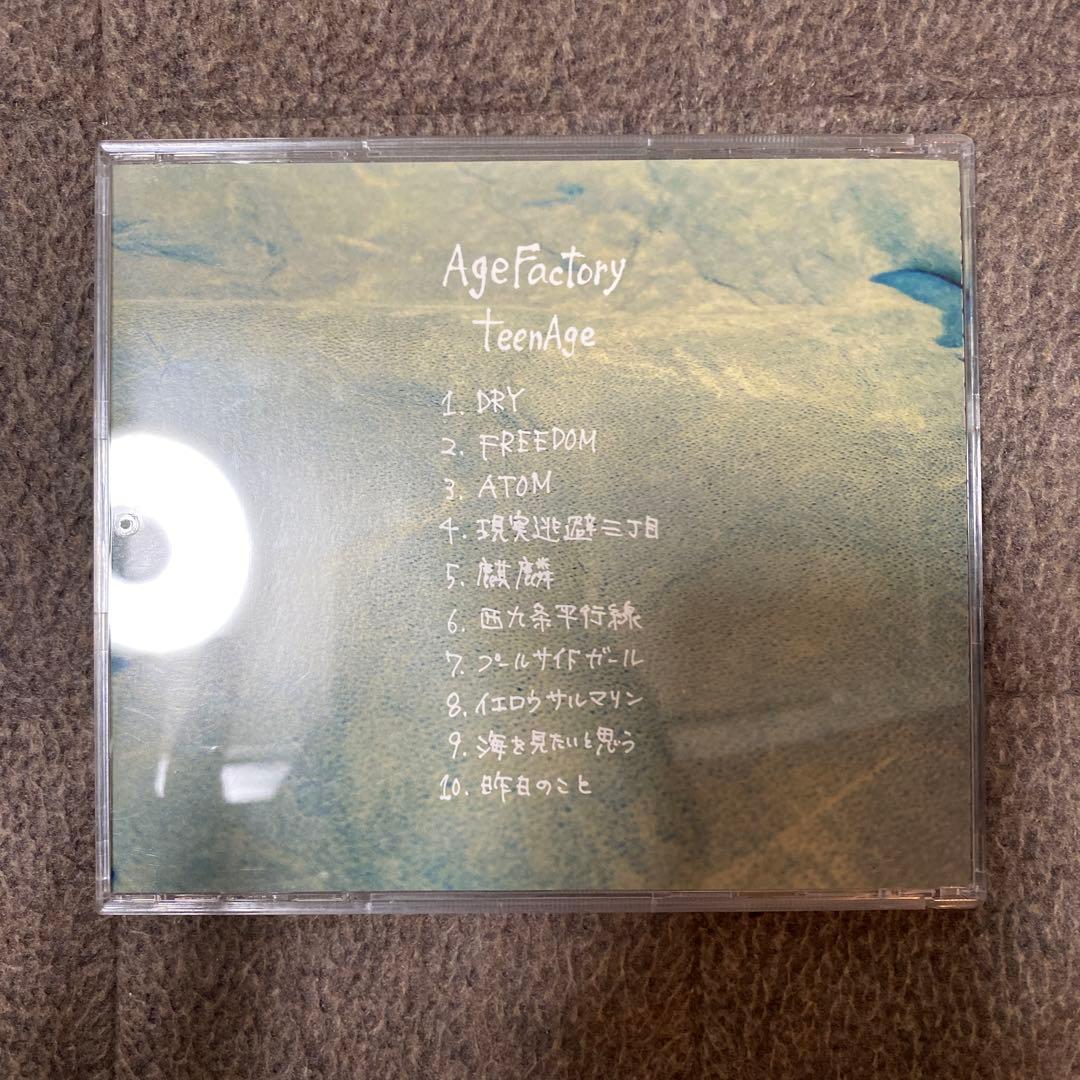 AgeFactory
TeenAge
1. DRY
2. FREEDOM
3. ATOM
4. 現実逃避三丁目
5. 麒麟
6. 西九条平行線
7. プールサイドガール
8. イエロウサルマリン
9. 海を見たいと思う
10. 昨日のこと